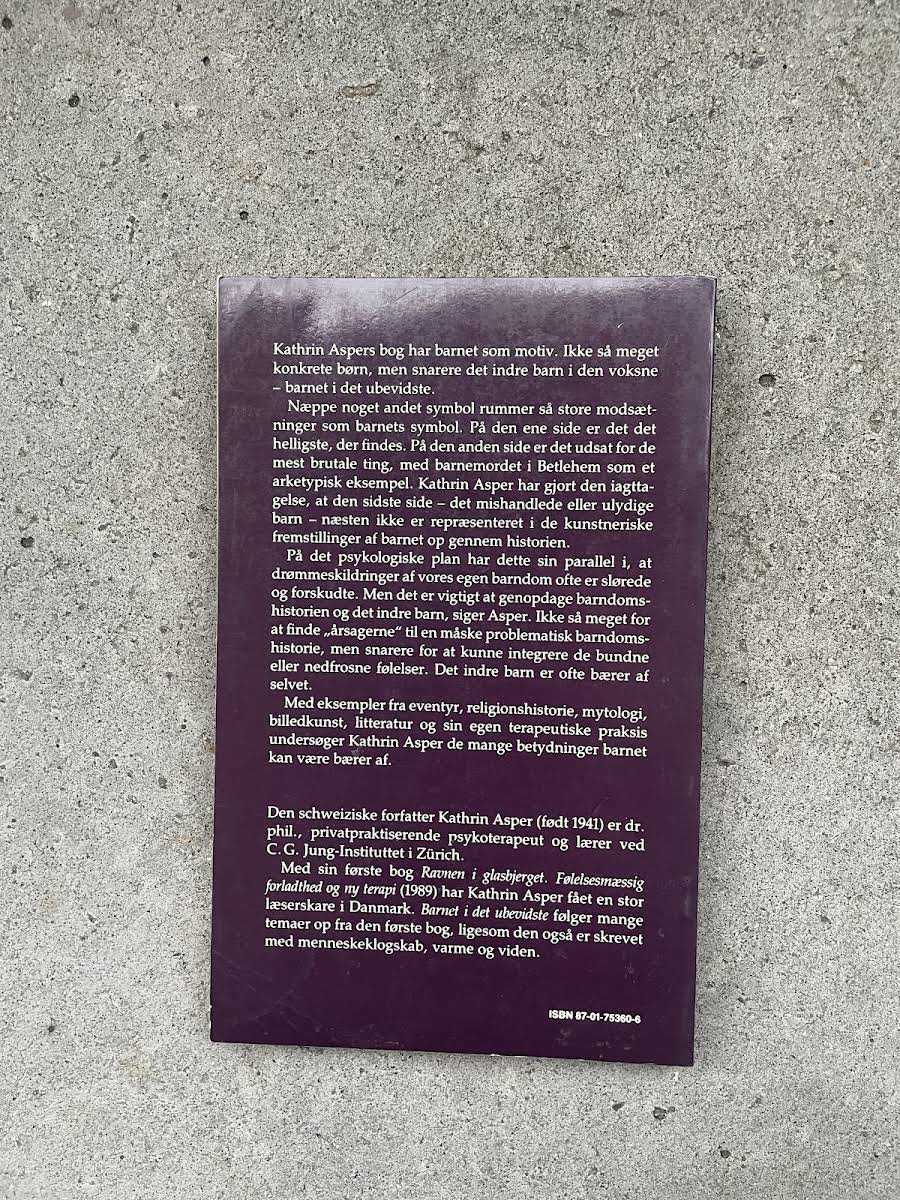 Kathrin Aspers bog har barnet som motiv. Ikke så meget
konkrete børn, men snarere det indre barn i den voksne
– barnet i det ubevidste.
Næppe noget andet symbol rummer så store modsæt-
ninger som barnets symbol. På den ene side er det det
helligste, der findes. På den anden side er det udsat for de
mest brutale ting, med barnemordet i Betlehem som et
arketypisk eksempel. Kathrin Asper har gjort den iagtta-
gelse, at den sidste side – det mishandlede eller ulydige
barn – næsten ikke er repræsenteret i de kunstneriske
fremstillinger af barnet op gennem historien.
På det psykologiske plan har dette sin parallel i, at
drømmeskildringer af vores egen barndom ofte er slørede
og forskudte. Men det er vigtigt at genopdage barndoms-
historien og det indre barn, siger Asper. Ikke så meget for
at finde „årsagerne“ til en måske problematisk barndoms-
historie, men snarere for at kunne integrere de bundne
eller nedfrosne følelser. Det indre barn er ofte bærer af
selvet.
Med eksempler fra eventyr, religionshistorie, mytologi,
billedkunst, litteratur og sin egen terapeutiske praksis
undersøger Kathrin Asper de mange betydninger barnet
kan være bærer af.
Den schweiziske forfatter Kathrin Asper (født 1941) er dr.
phil., privatpraktiserende psykoterapeut og lærer ved
C. G. Jung-Instituttet i Zürich.
Med sin første bog Ravnen i glasbjerget. Følelsesmæssig
forladthed og ny terapi (1989) har Kathrin Asper fået en stor
læserskare i Danmark. Barnet i det ubevidste følger mange
temaer op fra den første bog, ligesom den også er skrevet
med menneskeklogskab, varme og viden.
ISBN 87-01-75360-6